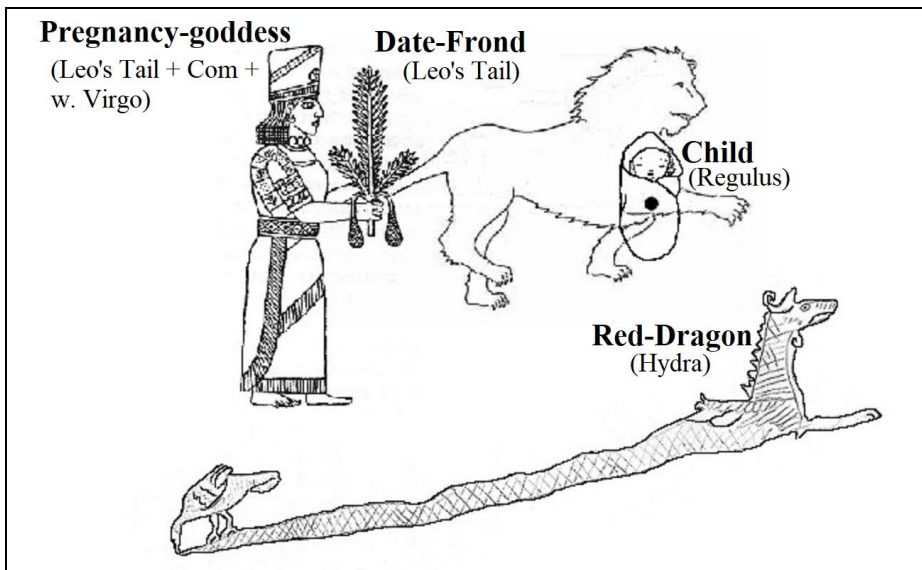 Pregnancy-goddess
(Leo's Tail + Com +
w. Virgo)
Date-Frond
(Leo's Tail)
Child
(Regulus)
Red-Dragon
(Hydra)